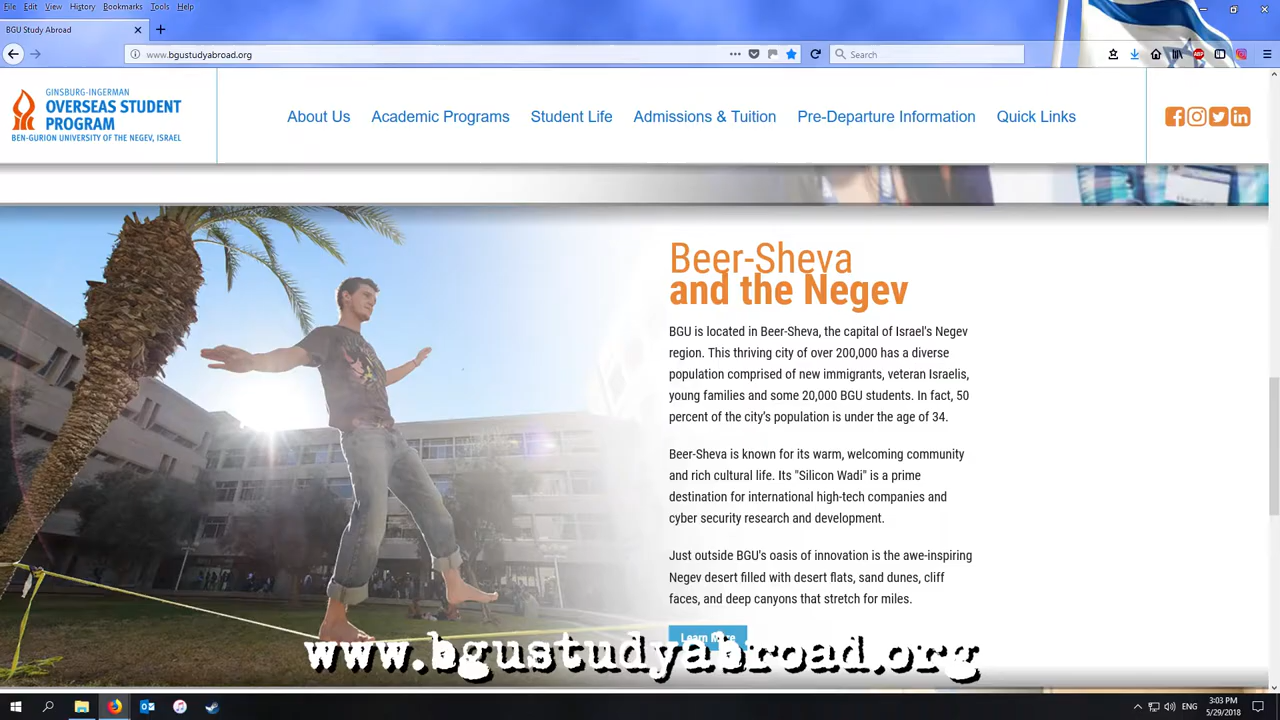 File Edit View History Bookmarks Tools Help
BGU Study Abroad
www.bgustudyabroad.org
Search
GINSBURG-INGERMAN
OVERSEAS STUDENT
PROGRAM
BEN-GURION UNIVERSITY OF THE NEGEV, ISRAEL
About Us Academic Programs Student Life Admissions & Tuition Pre-Departure Information Quick Links
Beer-Sheva
and the Negev
BGU is located in Beer-Sheva, the capital of Israel's Negev
region. This thriving city of over 200,000 has a diverse
population comprised of new immigrants, veteran Israelis,
young families and some 20,000 BGU students. In fact, 50
percent of the city's population is under the age of 34.
Beer-Sheva is known for its warm, welcoming community
and rich cultural life. Its "Silicon Wadi" is a prime
destination for international high-tech companies and
cyber security research and development.
Just outside BGU's oasis of innovation is the awe-inspiring
Negev desert filled with desert flats, sand dunes, cliff
faces, and deep canyons that stretch for miles.
Learn More
www.bgustudyabroad.org
ENG
3:03 PM
5/29/2018